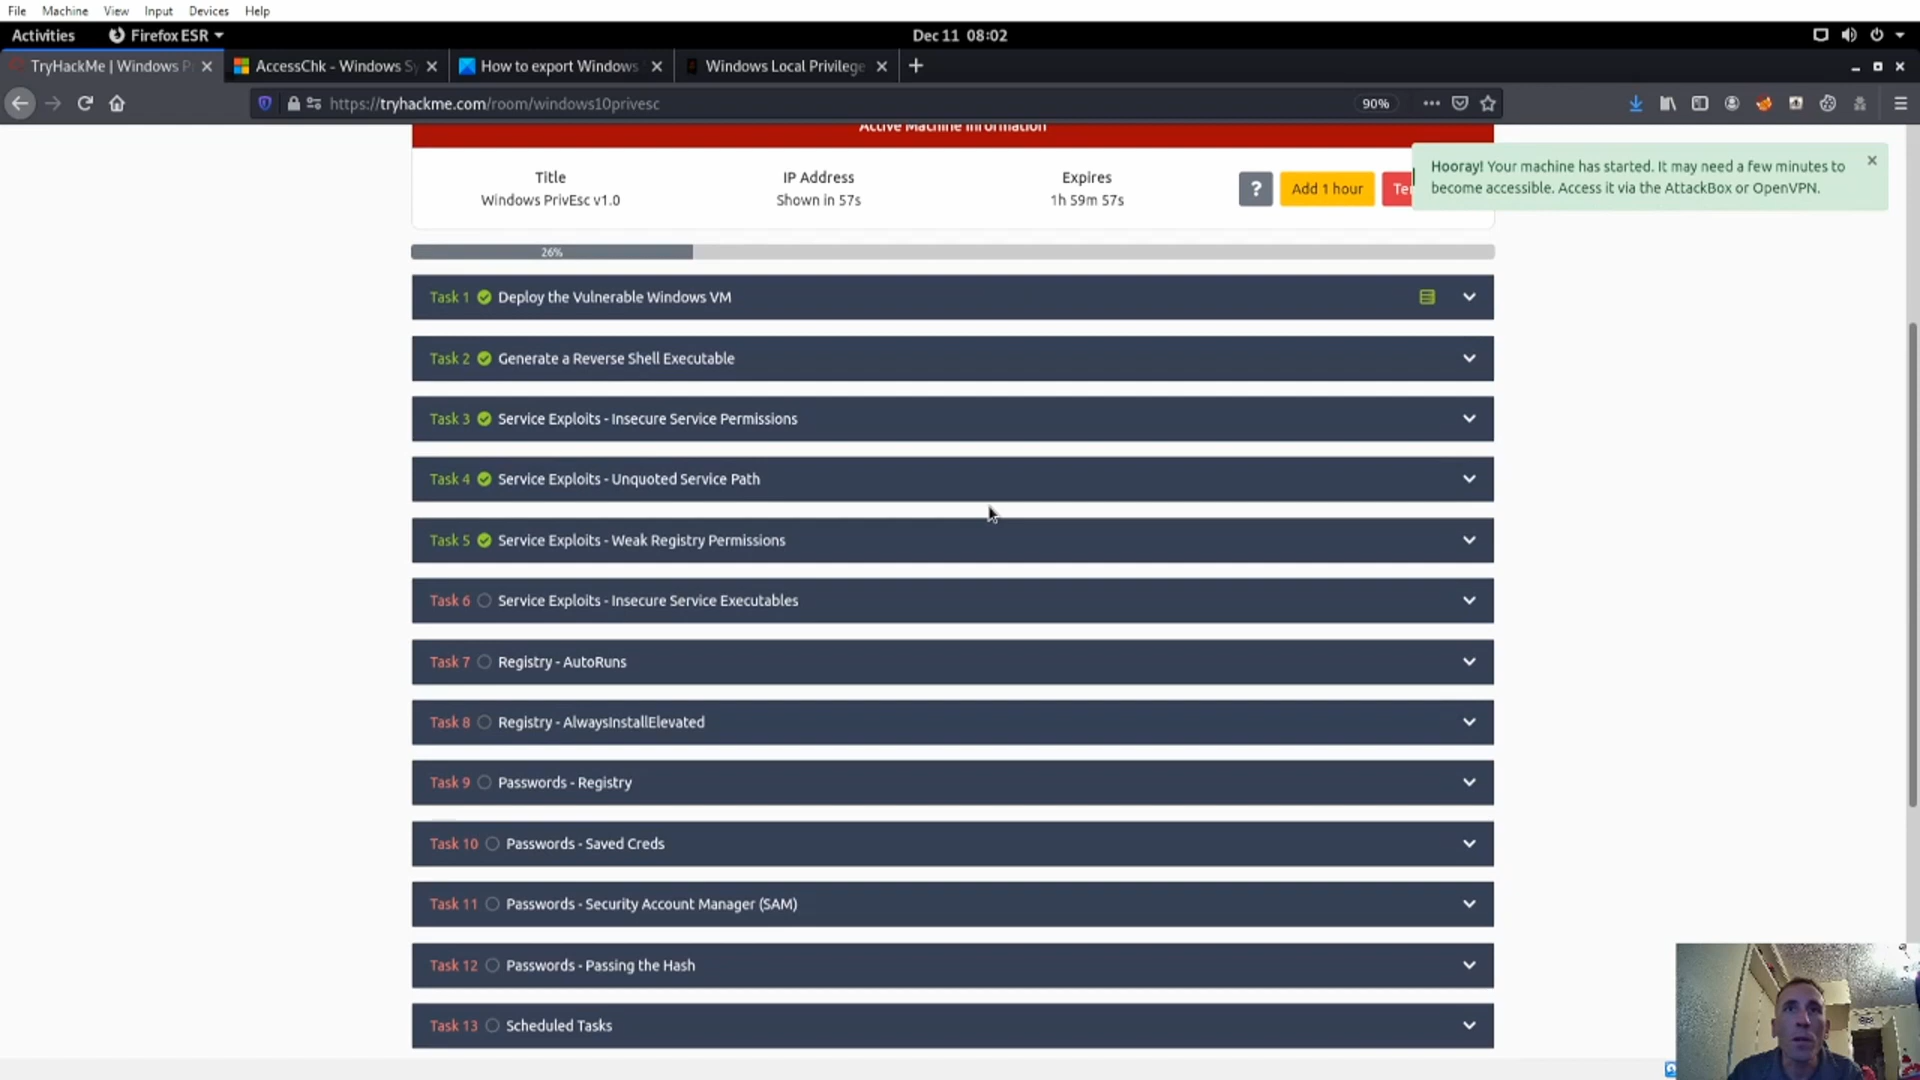 File Machine View Input Devices Help
Activities Firefox ESR Dec 11 08:02
TryHackMe | Windows P AccessChk - Windows Sy How to export Windows Windows Local Privilege
https://tryhackme.com/room/windows10privesc 90%
Active Machine Information
Title IP Address Expires
Windows PrivEsc v1.0 Shown in 57s 1h 59m 57s
? Add 1 hour Ter
Hooray! Your machine has started. It may need a few minutes to
become accessible. Access it via the AttackBox or OpenVPN.
26%
Task 1 Deploy the Vulnerable Windows VM
Task 2 Generate a Reverse Shell Executable
Task 3 Service Exploits - Insecure Service Permissions
Task 4 Service Exploits - Unquoted Service Path
Task 5 Service Exploits - Weak Registry Permissions
Task 6 Service Exploits - Insecure Service Executables
Task 7 Registry - AutoRuns
Task 8 Registry - AlwaysInstallElevated
Task 9 Passwords - Registry
Task 10 Passwords - Saved Creds
Task 11 Passwords - Security Account Manager (SAM)
Task 12 Passwords - Passing the Hash
Task 13 Scheduled Tasks